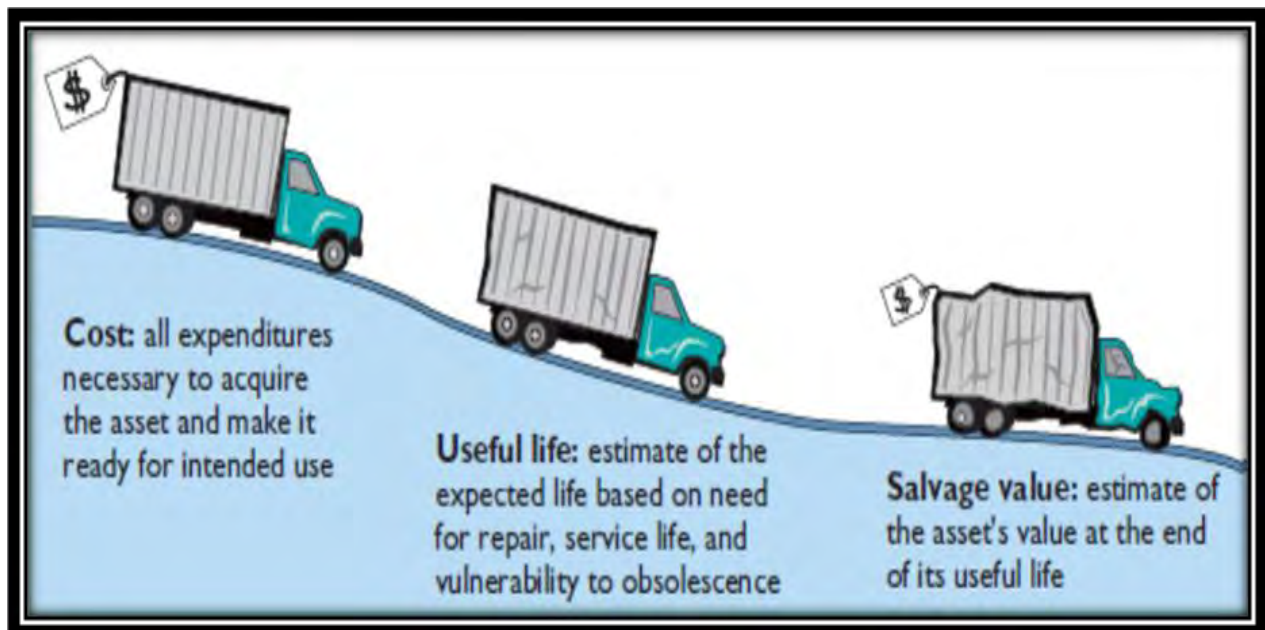 $
Cost: all expenditures
necessary to acquire
the asset and make it
ready for intended use
Useful life: estimate of the
expected life based on need
for repair, service life, and
vulnerability to obsolescence
$
Salvage value: estimate of
the asset's value at the end
of its useful life